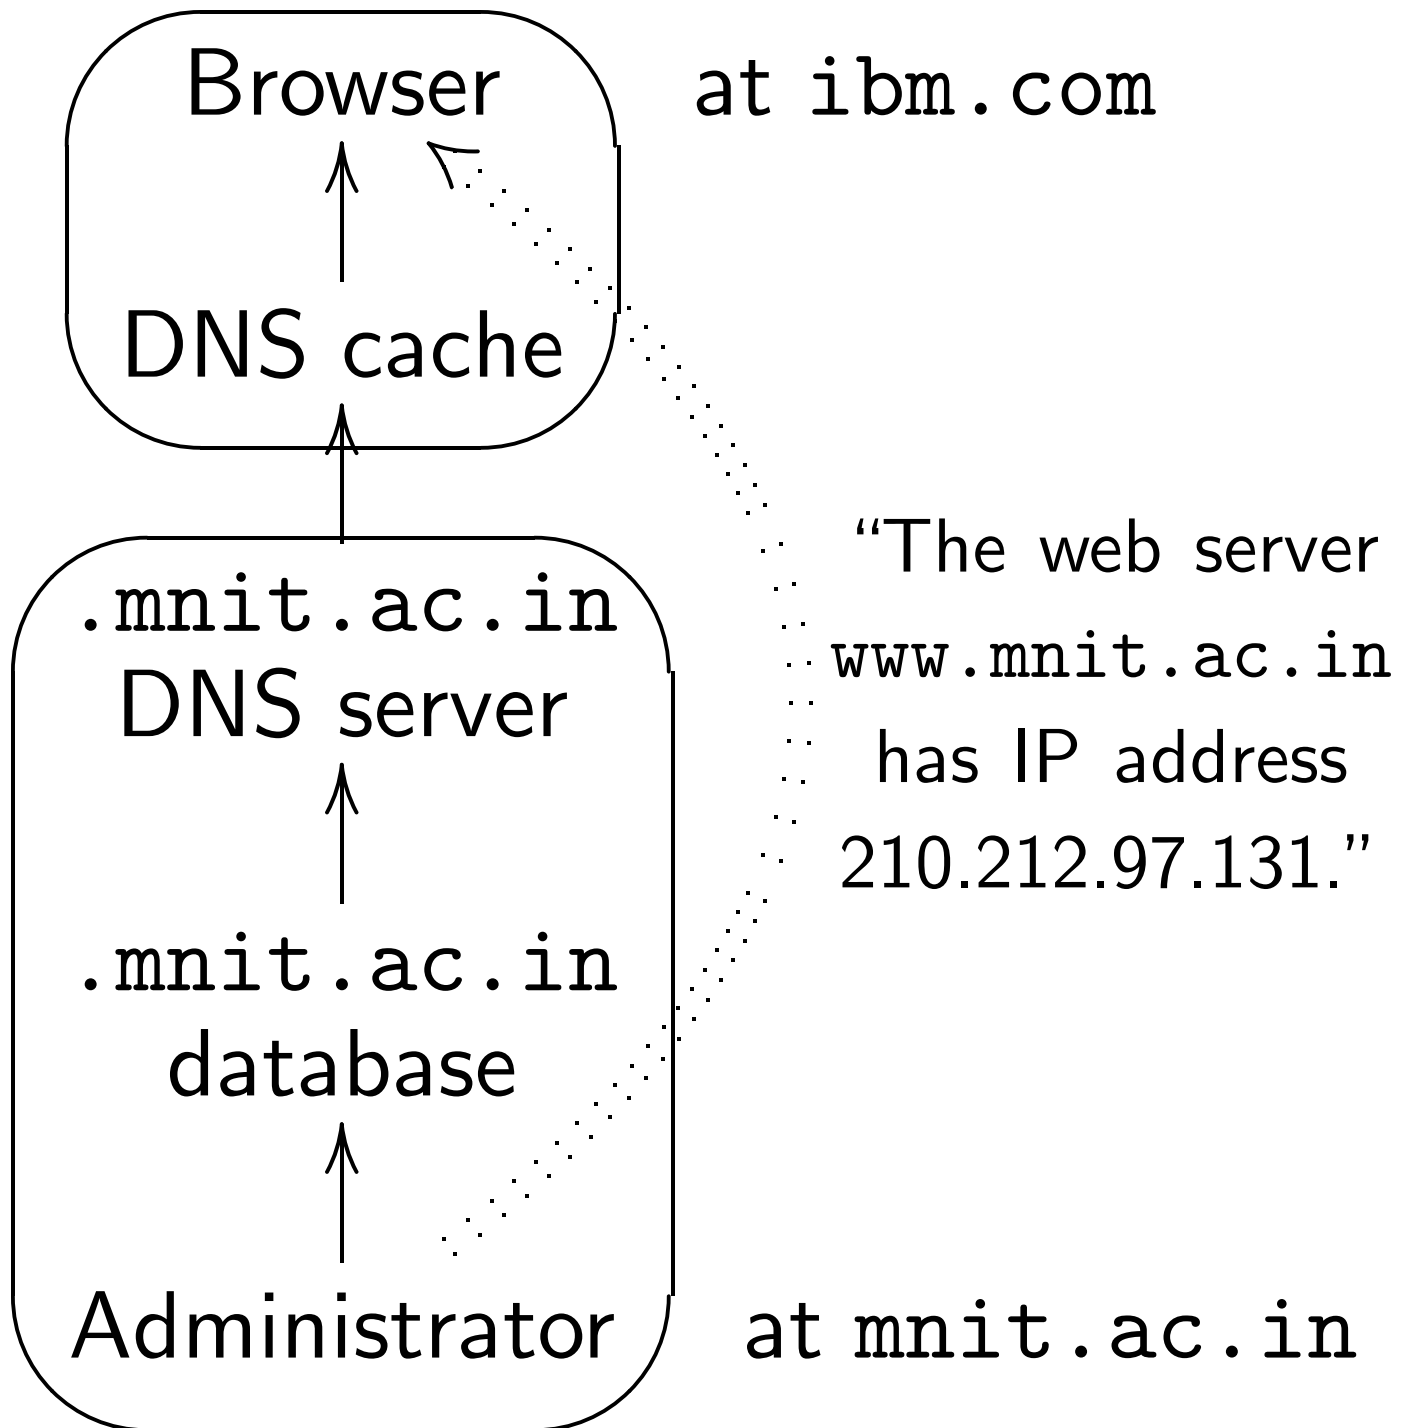 Browser at ibm.com
DNS cache
.mnit.ac.in
DNS server
.mnit.ac.in
database
Administrator at mnit.ac.in
“The web server
www.mnit.ac.in
has IP address
210.212.97.131.”